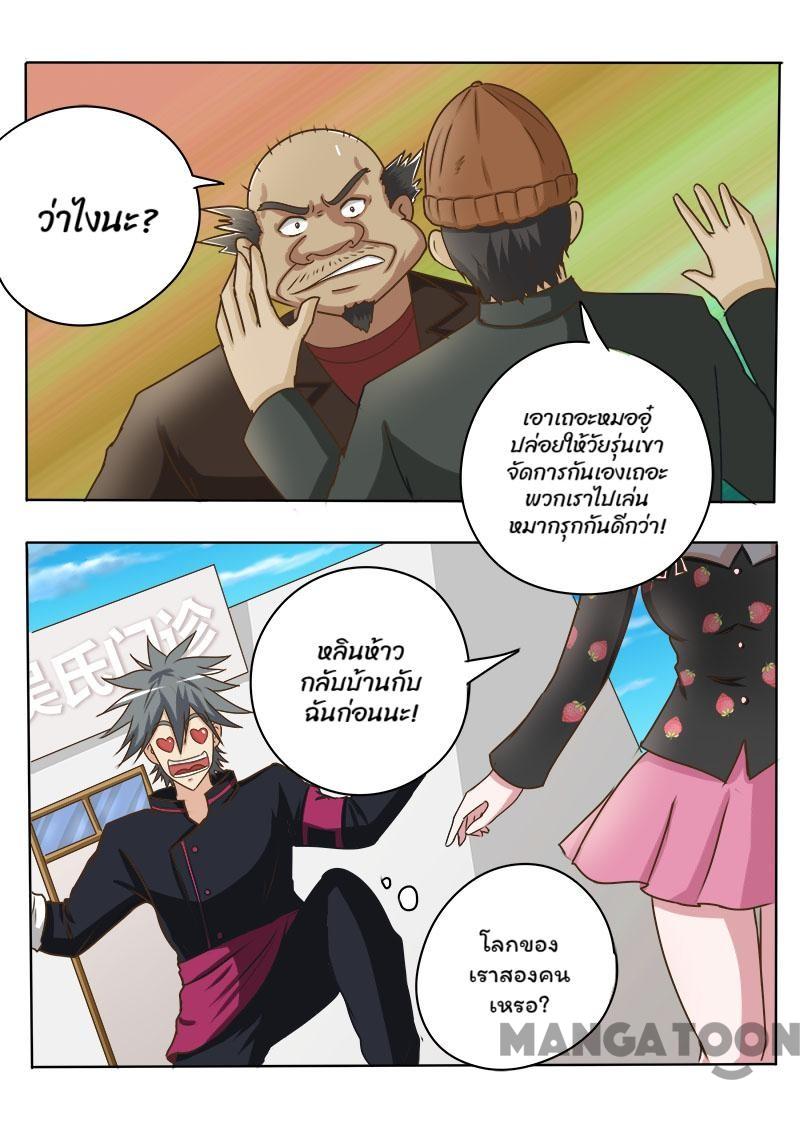 ว่าไงนะ?
เอาเถอะหมออู๋
ปล่อยให้วัยรุ่นเขา
จัดการกันเองเถอะ
พวกเราไปเล่น
หมากรุกกันดีกว่า!
吴氏门诊
หลินห้าว
กลับบ้านกับ
ฉันก่อนนะ!
โลกของ
เราสองคน
เหรอ?
MANGATOON